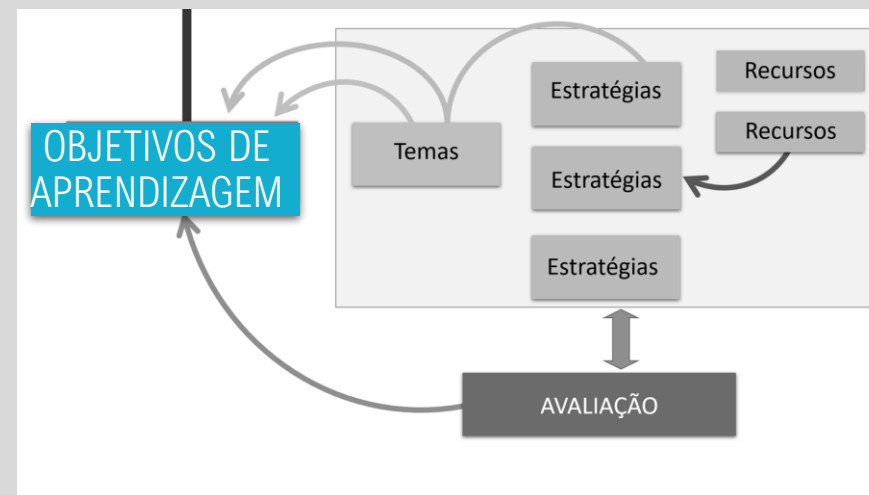 OBJETIVOS DE
APRENDIZAGEM
Temas
Estratégias
Estratégias
Estratégias
Recursos
Recursos
AVALIAÇÃO